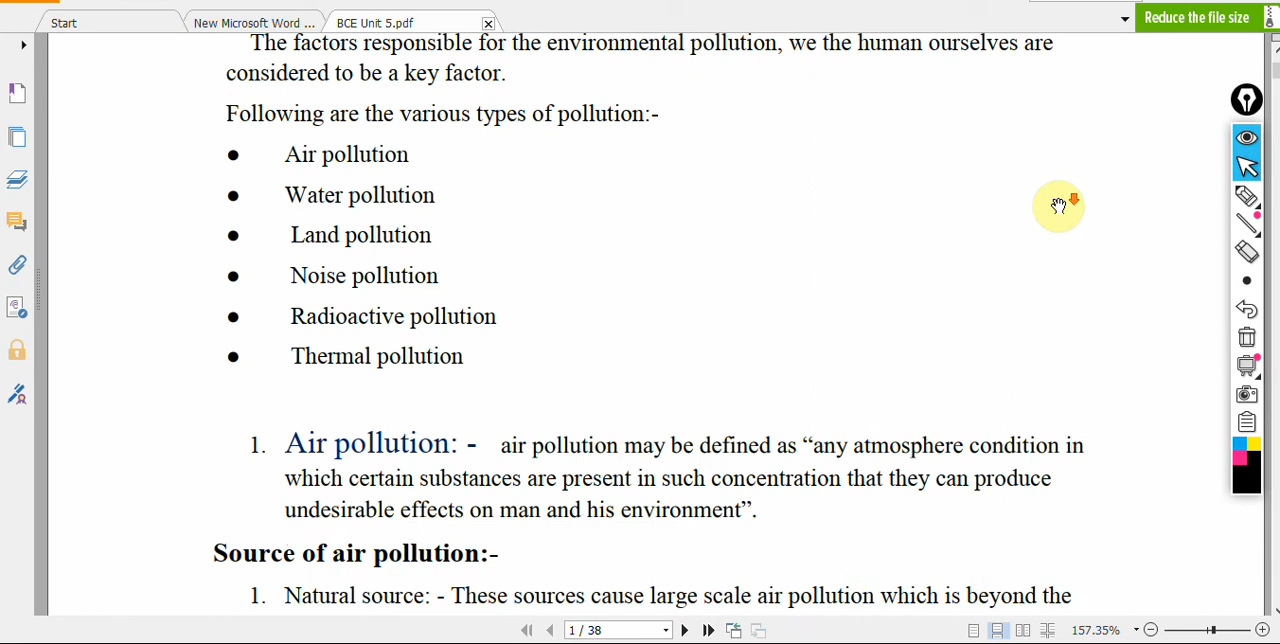 Start
New Microsoft Word ...
BCE Unit 5.pdf
Reduce the file size
The factors responsible for the environmental pollution, we the human ourselves are
considered to be a key factor.
Following are the various types of pollution:-
● Air pollution
● Water pollution
● Land pollution
● Noise pollution
● Radioactive pollution
● Thermal pollution
1. Air pollution: - air pollution may be defined as “any atmosphere condition in
which certain substances are present in such concentration that they can produce
undesirable effects on man and his environment”.
Source of air pollution:-
1. Natural source: - These sources cause large scale air pollution which is beyond the
1 / 38
157.35%